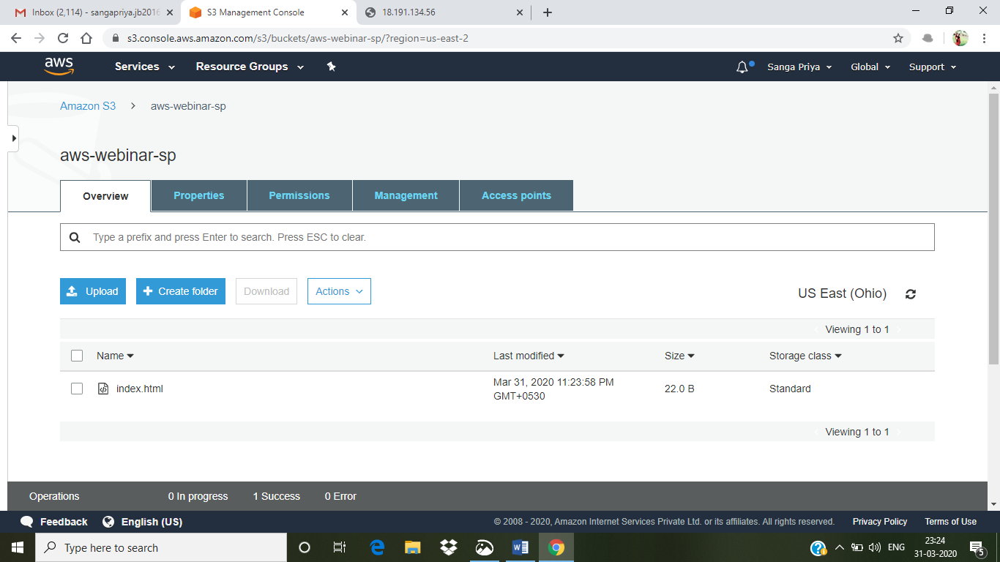 Inbox (2,114) - sangapriya.jb2016
S3 Management Console
18.191.134.56
s3.console.aws.amazon.com/s3/buckets/aws-webinar-sp/?region=us-east-2
aws Services Resource Groups Sanga Priya Global Support
Amazon S3 > aws-webinar-sp
aws-webinar-sp
Overview Properties Permissions Management Access points
Type a prefix and press Enter to search. Press ESC to clear.
Upload Create folder Download Actions US East (Ohio)
Viewing 1 to 1
Name Last modified Size Storage class
index.html Mar 31, 2020 11:23:58 PM GMT+0530 22.0 B Standard
Viewing 1 to 1
Operations 0 In progress 1 Success 0 Error
Feedback English (US) © 2008 - 2020, Amazon Internet Services Private Ltd. or its affiliates. All rights reserved. Privacy Policy Terms of Use
Type here to search ENG 23:24
31-03-2020 5